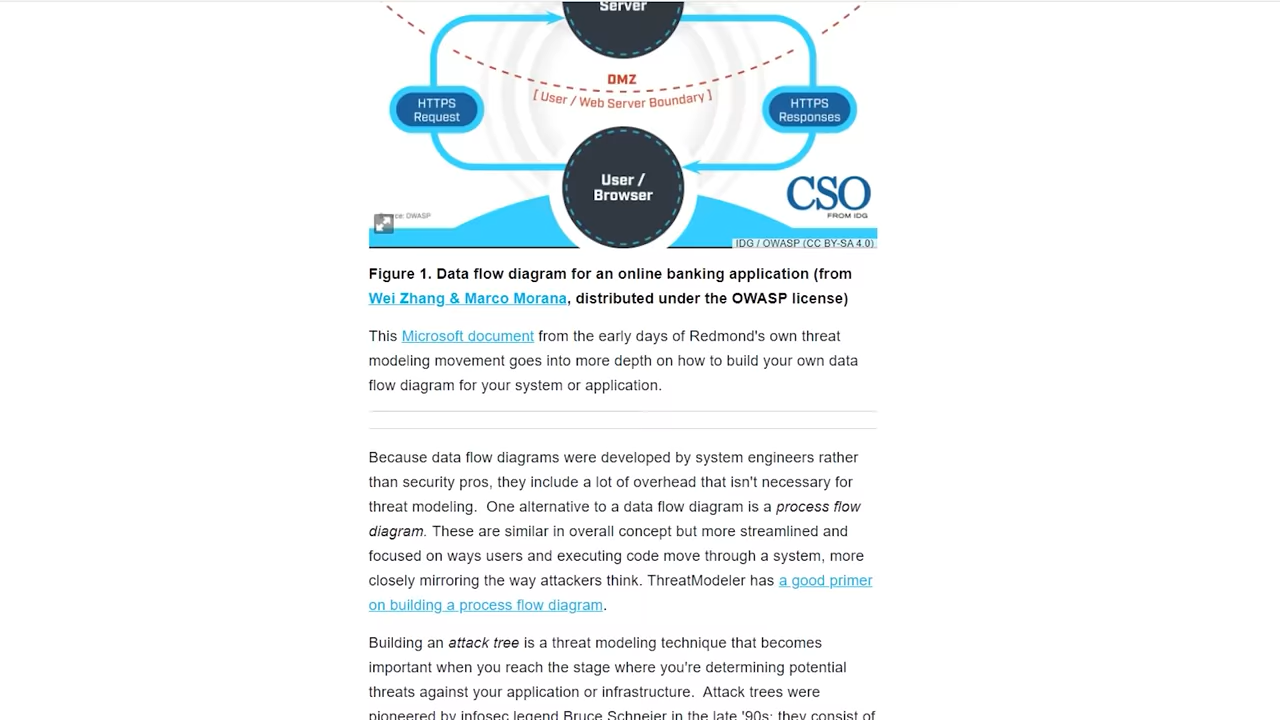 Server
DMZ
[ User / Web Server Boundary ]
HTTPS
Request
HTTPS
Responses
User /
Browser
CSO
FROM IDG
ce: OWASP
IDG / OWASP (CC BY-SA 4.0)
Figure 1. Data flow diagram for an online banking application (from
Wei Zhang & Marco Morana, distributed under the OWASP license)
This Microsoft document from the early days of Redmond's own threat
modeling movement goes into more depth on how to build your own data
flow diagram for your system or application.
Because data flow diagrams were developed by system engineers rather
than security pros, they include a lot of overhead that isn't necessary for
threat modeling.  One alternative to a data flow diagram is a process flow
diagram. These are similar in overall concept but more streamlined and
focused on ways users and executing code move through a system, more
closely mirroring the way attackers think. ThreatModeler has a good primer
on building a process flow diagram.
Building an attack tree is a threat modeling technique that becomes
important when you reach the stage where you're determining potential
threats against your application or infrastructure.  Attack trees were
pioneered by infosec legend Bruce Schneier in the late '90s; they consist of